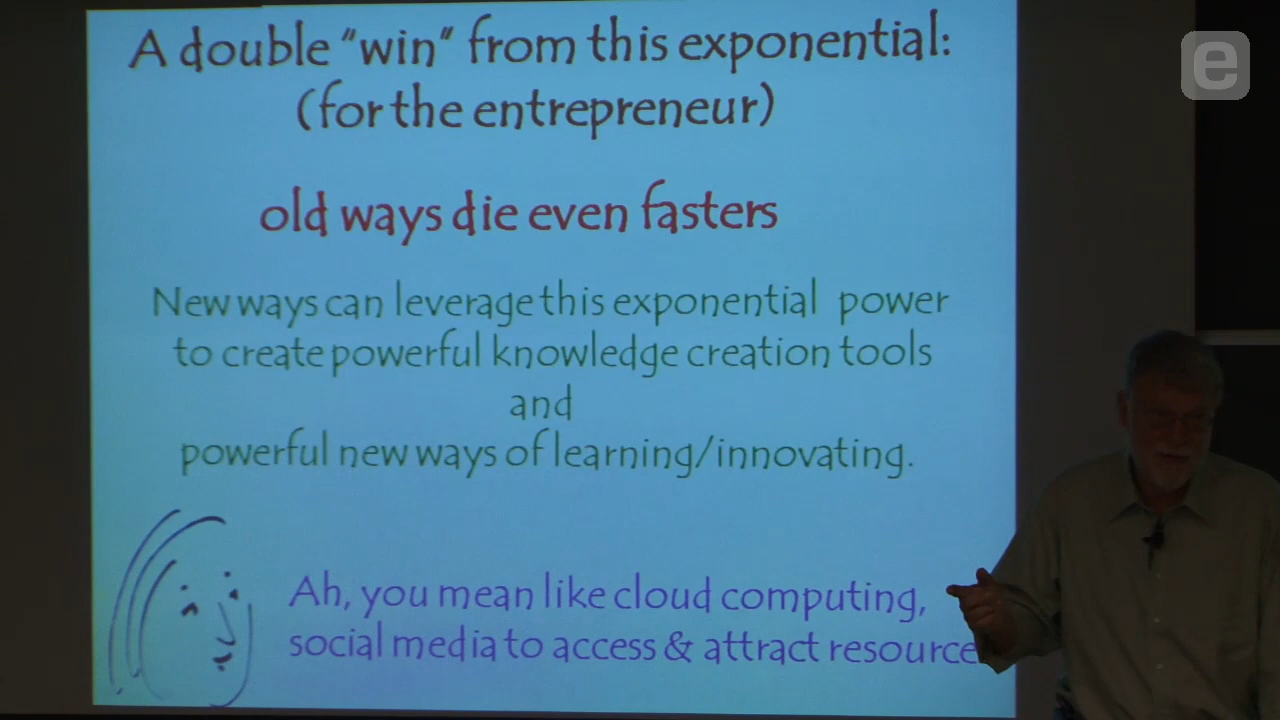 A double "win" from this exponential:
(for the entrepreneur)
old ways die even fasters
New ways can leverage this exponential power
to create powerful knowledge creation tools
and
powerful new ways of learning/innovating.
Ah, you mean like cloud computing,
social media to access & attract resource
e